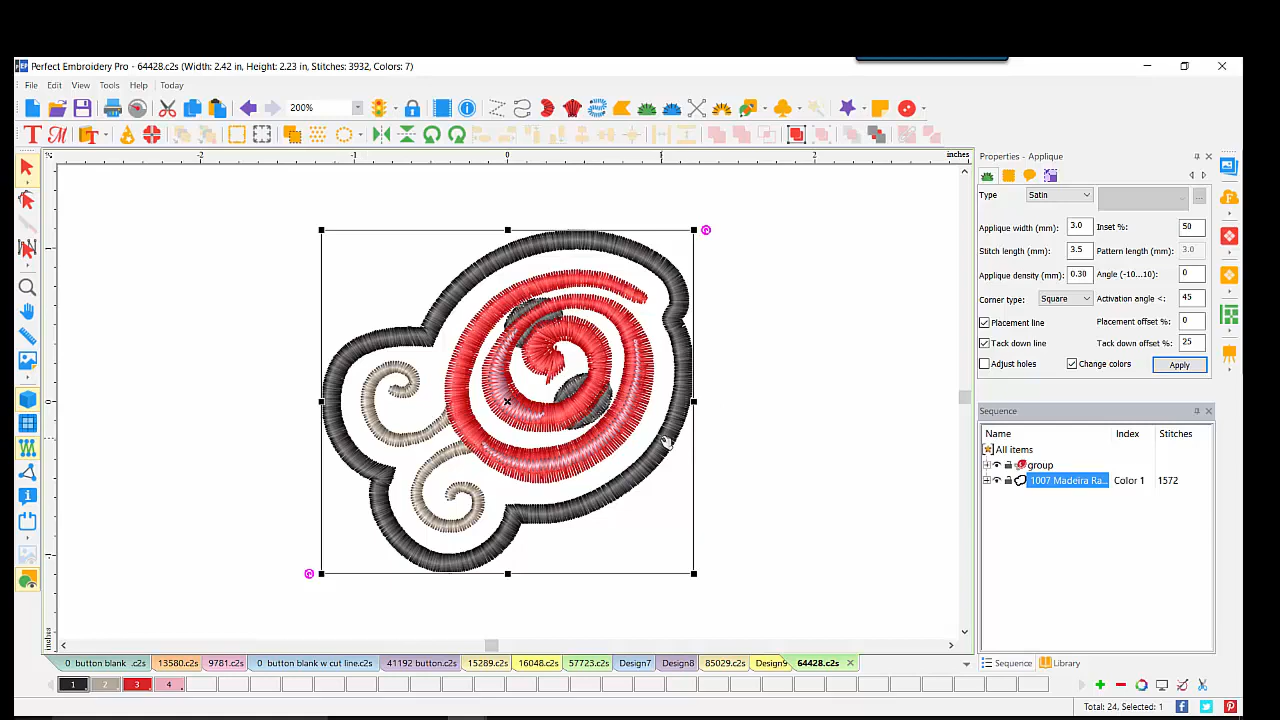 Perfect Embroidery Pro - 64428.c2s (Width: 2.42 in, Height: 2.23 in, Stitches: 3932, Colors: 7)
File Edit View Tools Help Today
200%
-2 -1 0 1 2 inches
Properties - Applique
Type Satin
Applique width (mm): 3.0 Inset %: 50
Stitch length (mm): 3.5 Pattern length (mm): 3.0
Applique density (mm): 0.30 Angle (-10...10): 0
Corner type: Square Activation angle <: 45
Placement line Placement offset %: 0
Tack down line Tack down offset %: 25
Adjust holes Change colors Apply
Sequence
Name Index Stitches
All items
group
1007 Madeira Ra... Color 1 1572
0
inches
0 button blank .c2s 13580.c2s 9781.c2s 0 button blank w cut line.c2s 41192 button.c2s 15289.c2s 16048.c2s 57723.c2s Design7 Design8 85029.c2s Design9 64428.c2s
Sequence Library
1 2 3 4
Total: 24, Selected: 1